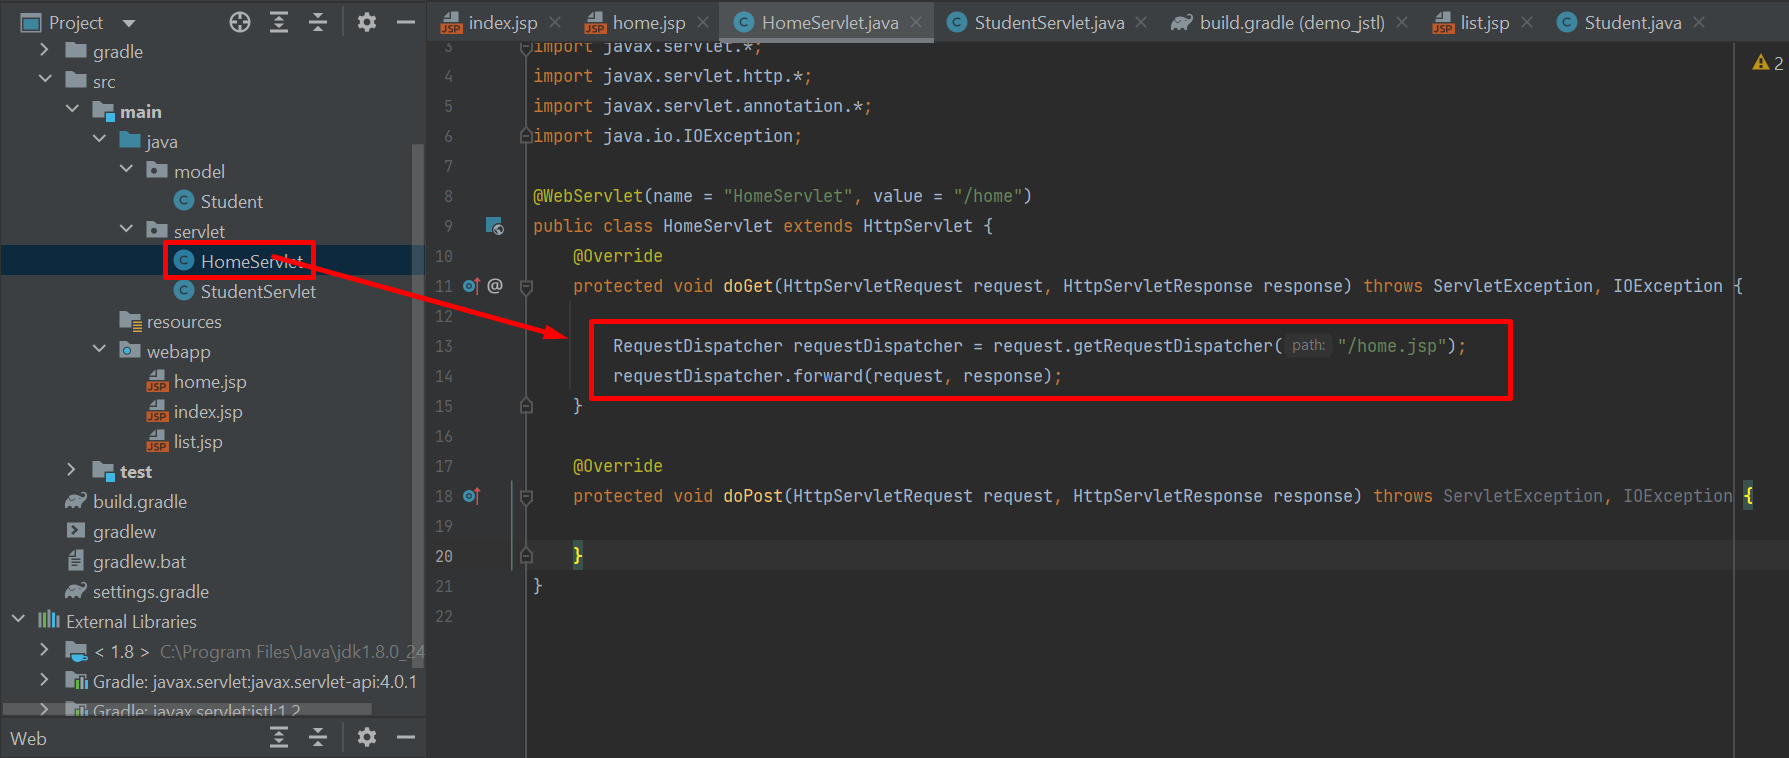 Project
index.jsp
home.jsp
HomeServlet.java
StudentServlet.java
build.gradle (demo_jstl)
list.jsp
Student.java
gradle
src
main
java
model
Student
servlet
HomeServlet
StudentServlet
resources
webapp
home.jsp
index.jsp
list.jsp
test
build.gradle
gradlew
gradlew.bat
settings.gradle
External Libraries
< 1.8 > C:\Program Files\Java\jdk1.8.0_24
Gradle: javax.servlet:javax.servlet-api:4.0.1
Gradle: javax.servlet:jstl:1.2
Web
2
3 import javax.servlet.*;
4 import javax.servlet.http.*;
5 import javax.servlet.annotation.*;
6 import java.io.IOException;
7
8 @WebServlet(name = "HomeServlet", value = "/home")
9 public class HomeServlet extends HttpServlet {
10 @Override
11 @ protected void doGet(HttpServletRequest request, HttpServletResponse response) throws ServletException, IOException {
12
13 RequestDispatcher requestDispatcher = request.getRequestDispatcher( path: "/home.jsp");
14 requestDispatcher.forward(request, response);
15 }
16
17 @Override
18 protected void doPost(HttpServletRequest request, HttpServletResponse response) throws ServletException, IOException {
19
20 }
21 }
22